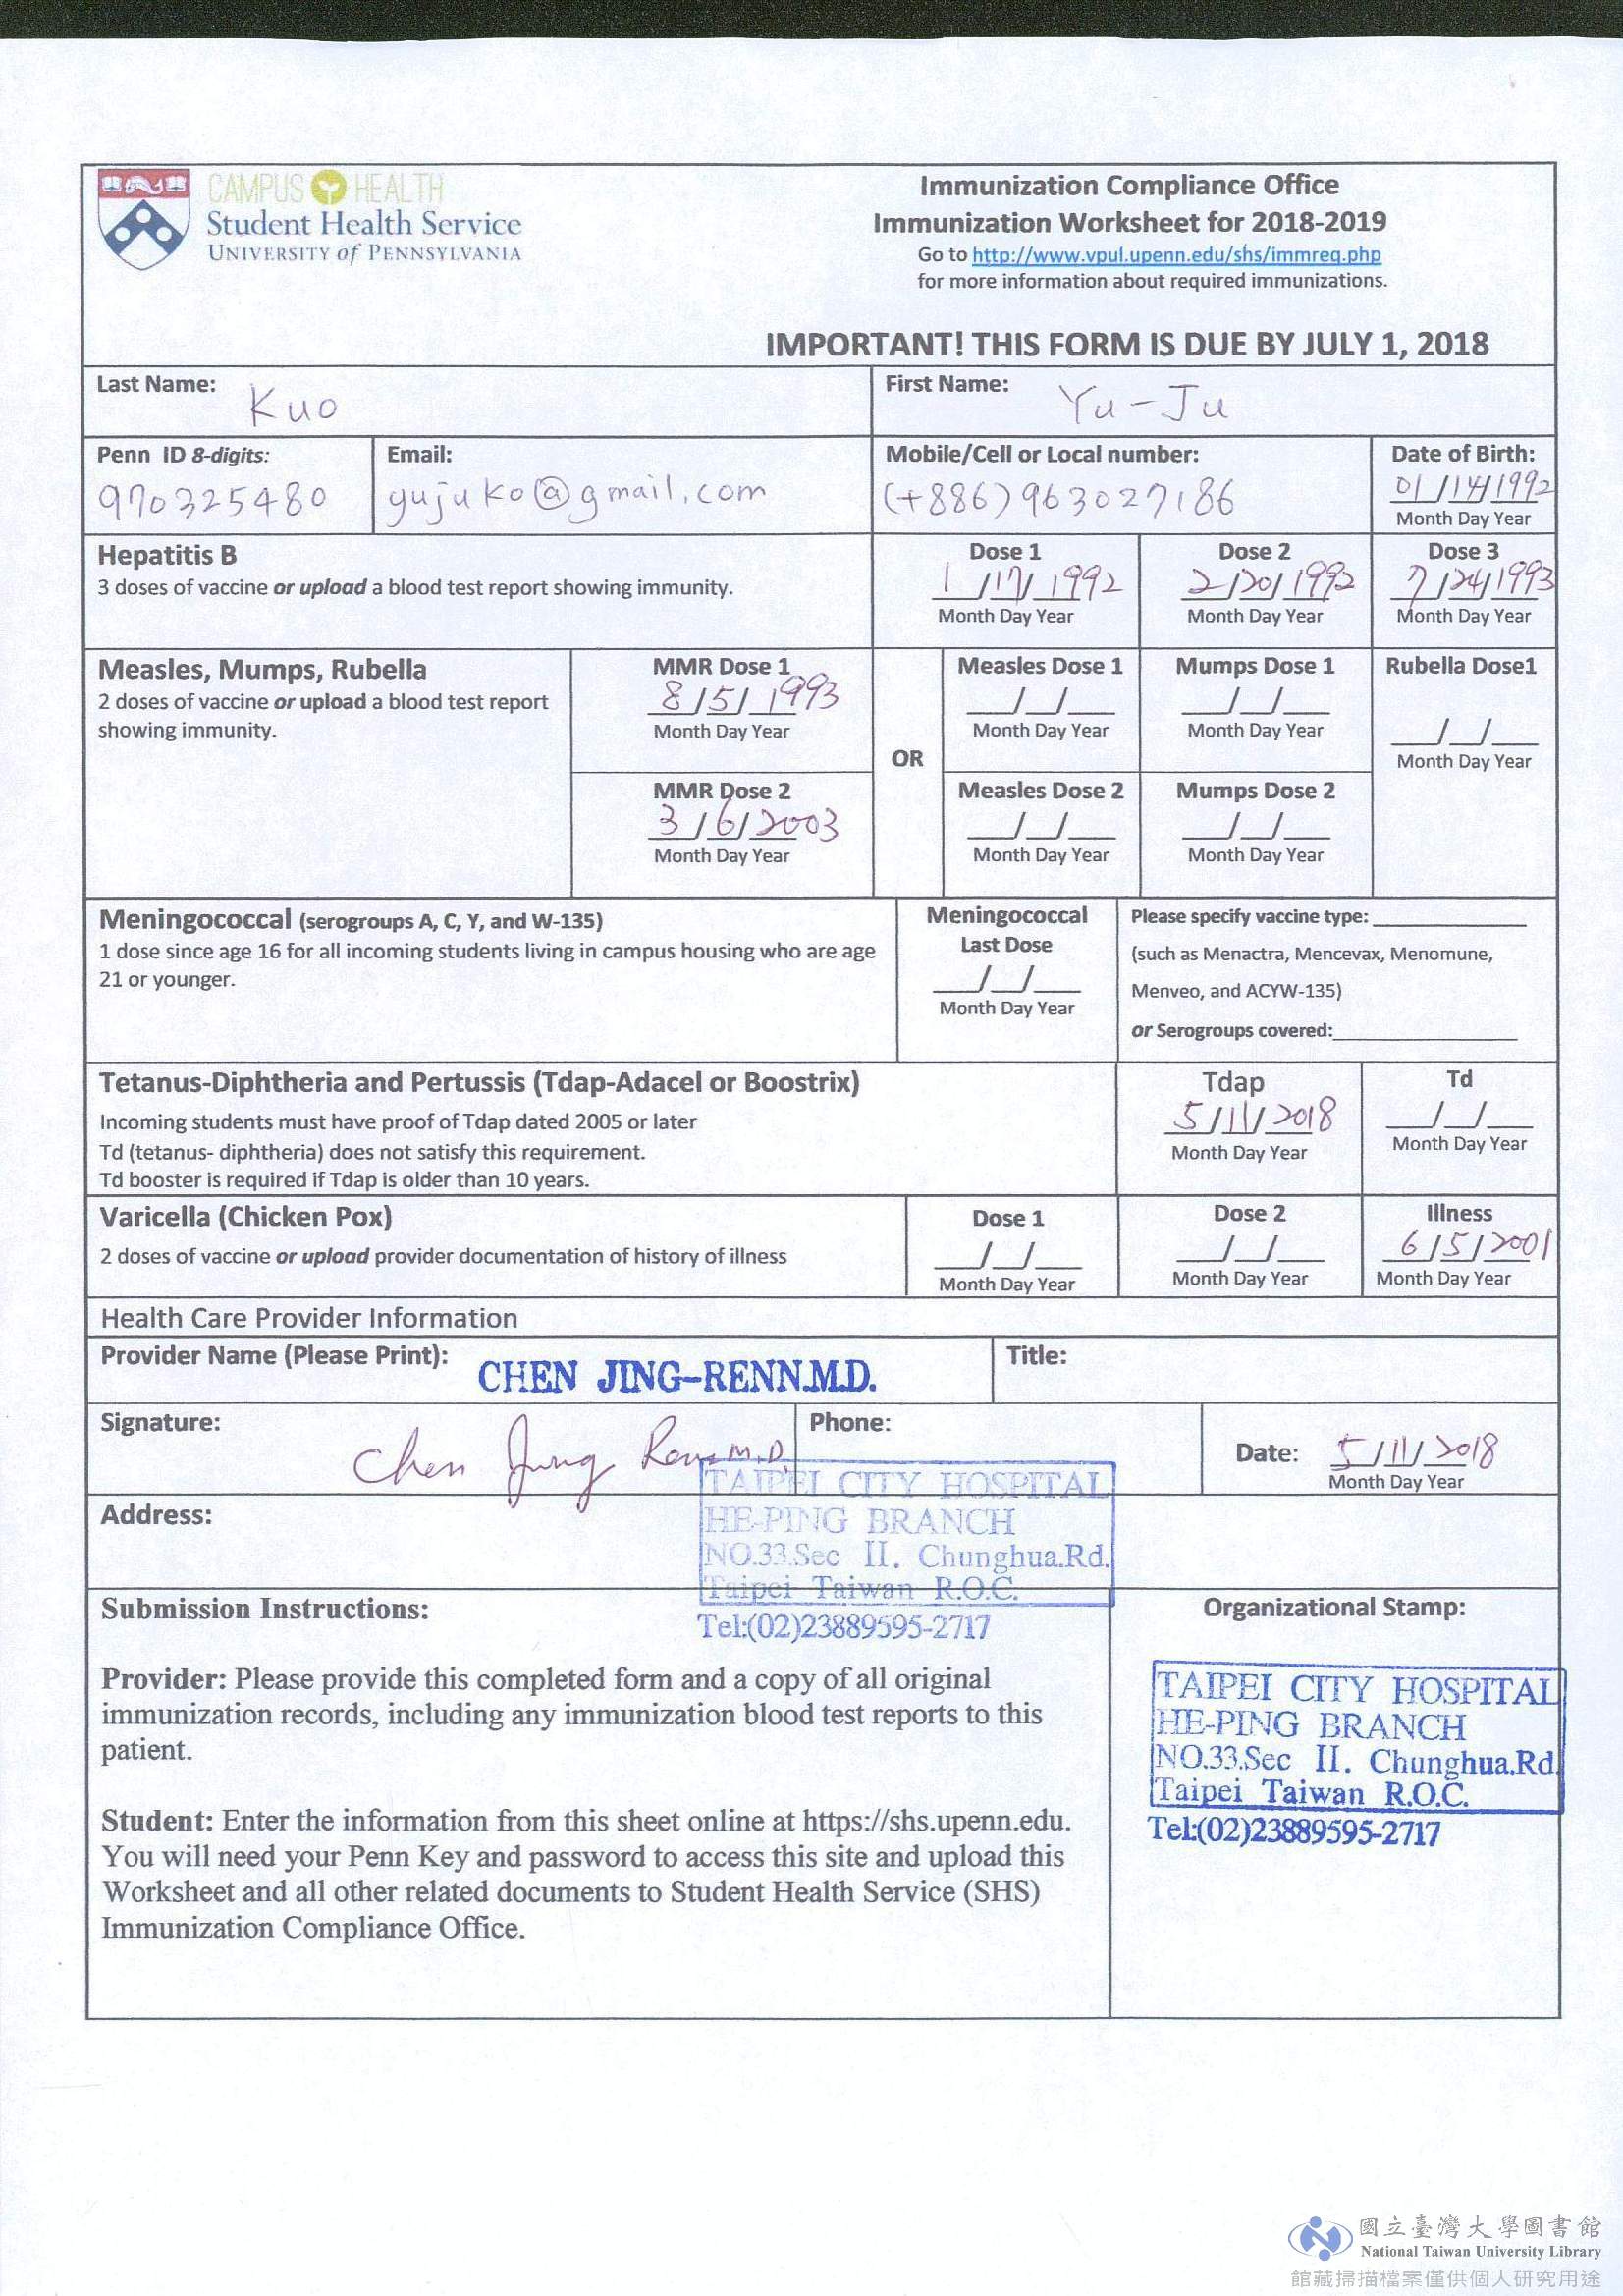 CAMPUS HEALTH
Student Health Service
UNIVERSITY of PENNSYLVANIA
Immunization Compliance Office
Immunization Worksheet for 2018-2019
Go to http://www.vpul.upenn.edu/shs/immreq.php
for more information about required immunizations.
IMPORTANT! THIS FORM IS DUE BY JULY 1, 2018
Last Name: Kuo
First Name: Yu-Ju
Penn ID 8-digits: 970325480
Email: yujuko@gmail.com
Mobile/Cell or Local number: (+886)963027186
Date of Birth: 01/14/1992
Month Day Year
Hepatitis B
3 doses of vaccine or upload a blood test report showing immunity.
Dose 1
1/17/1992
Month Day Year
Dose 2
2/20/1992
Month Day Year
Dose 3
7/24/1993
Month Day Year
Measles, Mumps, Rubella
2 doses of vaccine or upload a blood test report
showing immunity.
MMR Dose 1
8/5/1993
Month Day Year
MMR Dose 2
3/6/2003
Month Day Year
OR
Measles Dose 1
__/__/____
Month Day Year
Mumps Dose 1
__/__/____
Month Day Year
Rubella Dose1
__/__/____
Month Day Year
Measles Dose 2
__/__/____
Month Day Year
Mumps Dose 2
__/__/____
Month Day Year
Meningococcal (serogroups A, C, Y, and W-135)
1 dose since age 16 for all incoming students living in campus housing who are age
21 or younger.
Meningococcal
Last Dose
__/__/____
Month Day Year
Please specify vaccine type: ______________
(such as Menactra, Mencevax, Menomune,
Menveo, and ACYW-135)
or Serogroups covered:________________
Tetanus-Diphtheria and Pertussis (Tdap-Adacel or Boostrix)
Incoming students must have proof of Tdap dated 2005 or later
Td (tetanus- diphtheria) does not satisfy this requirement.
Td booster is required if Tdap is older than 10 years.
Tdap
5/11/2018
Month Day Year
Td
__/__/____
Month Day Year
Varicella (Chicken Pox)
2 doses of vaccine or upload provider documentation of history of illness
Dose 1
__/__/____
Month Day Year
Dose 2
__/__/____
Month Day Year
Illness
6/5/2001
Month Day Year
Health Care Provider Information
Provider Name (Please Print): CHEN JING-RENN.M.D.
Title:
Signature: Chen Jing Renn M.D.
Phone:
Date: 5/11/2018
Month Day Year
Address:
TAIPEI CITY HOSPITAL
HE-PING BRANCH
NO.33.Sec II. Chunghua.Rd.
Taipei Taiwan R.O.C.
Tel:(02)23889595-2717
Submission Instructions:
Provider: Please provide this completed form and a copy of all original
immunization records, including any immunization blood test reports to this
patient.
Student: Enter the information from this sheet online at https://shs.upenn.edu.
You will need your Penn Key and password to access this site and upload this
Worksheet and all other related documents to Student Health Service (SHS)
Immunization Compliance Office.
Organizational Stamp:
TAIPEI CITY HOSPITAL
HE-PING BRANCH
NO.33.Sec II. Chunghua.Rd
Taipei Taiwan R.O.C.
Tel:(02)23889595-2717
國立臺灣大學圖書館
National Taiwan University Library
館藏掃描檔案僅供個人研究用途